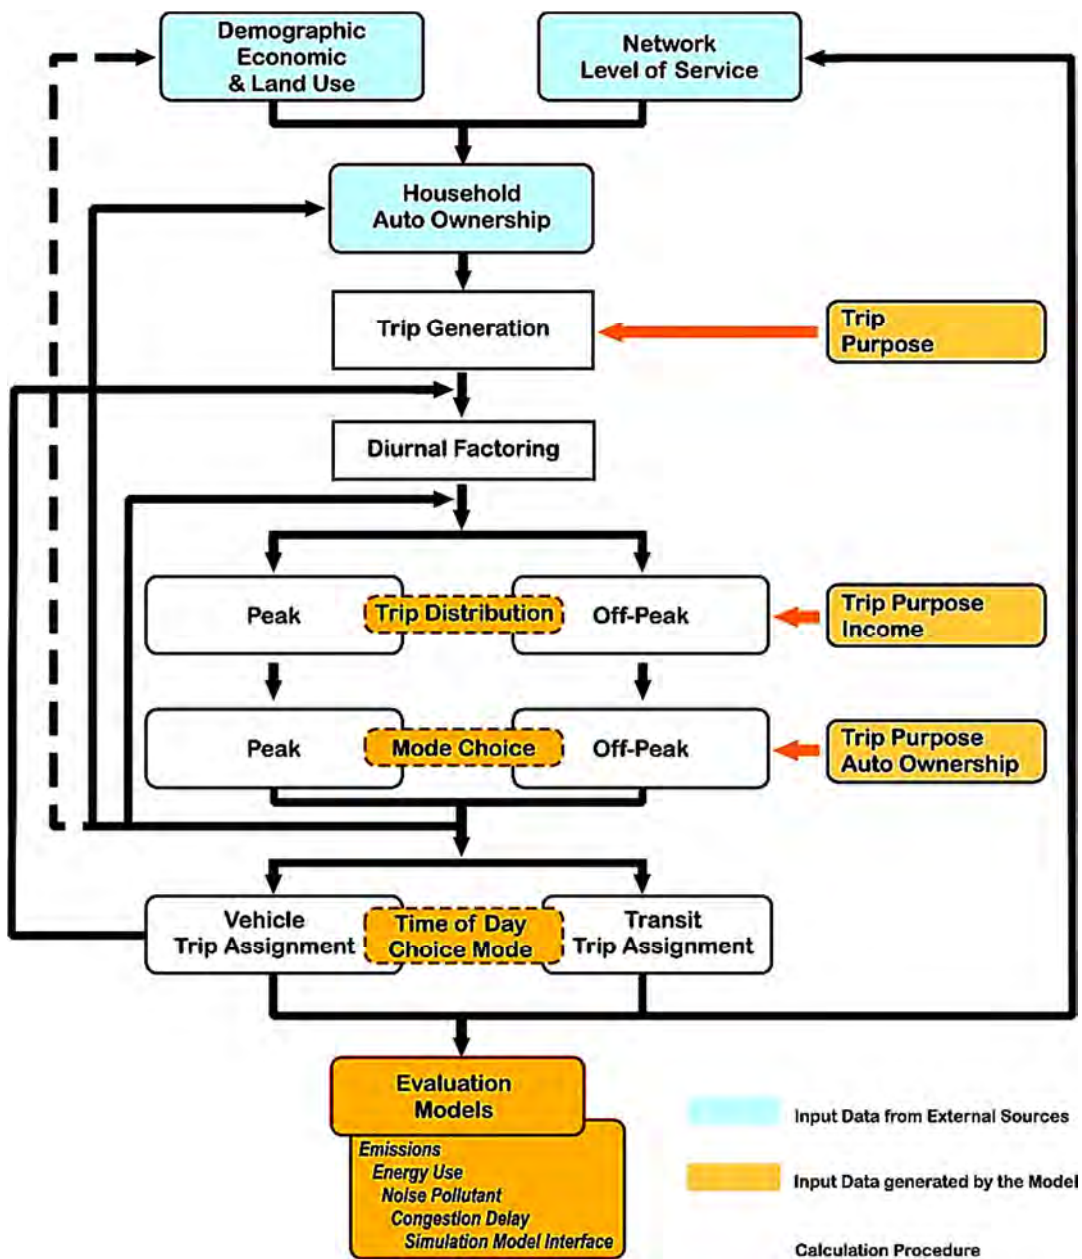 Demographic
Economic
& Land Use
Network
Level of Service
Household
Auto Ownership
Trip Generation
Trip
Purpose
Diurnal Factoring
Peak
Trip Distribution
Off-Peak
Trip Purpose
Income
Peak
Mode Choice
Off-Peak
Trip Purpose
Auto Ownership
Vehicle
Trip Assignment
Time of Day
Choice Mode
Transit
Trip Assignment
Evaluation
Models
Emissions
Energy Use
Noise Pollutant
Congestion Delay
Simulation Model Interface
Input Data from External Sources
Input Data generated by the Model
Calculation Procedure